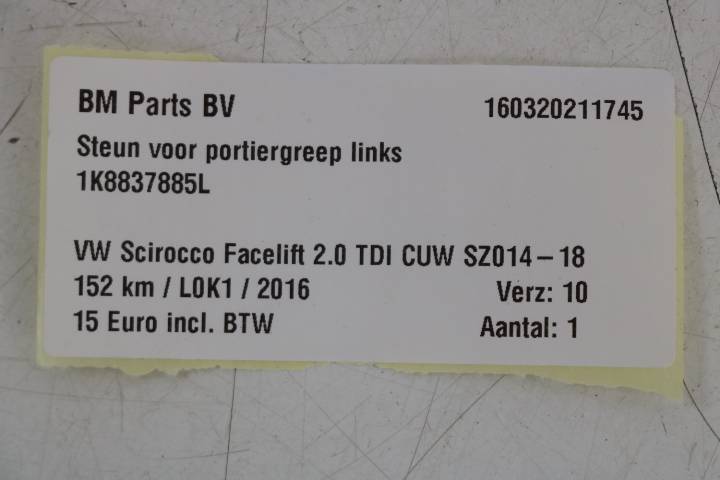 BM Parts BV 160320211745
Steun voor portiergreep links
1K8837885L
VW Scirocco Facelift 2.0 TDI CUW SZ014-18
152 km / L0K1 / 2016 Verz: 10
15 Euro incl. BTW Aantal: 1